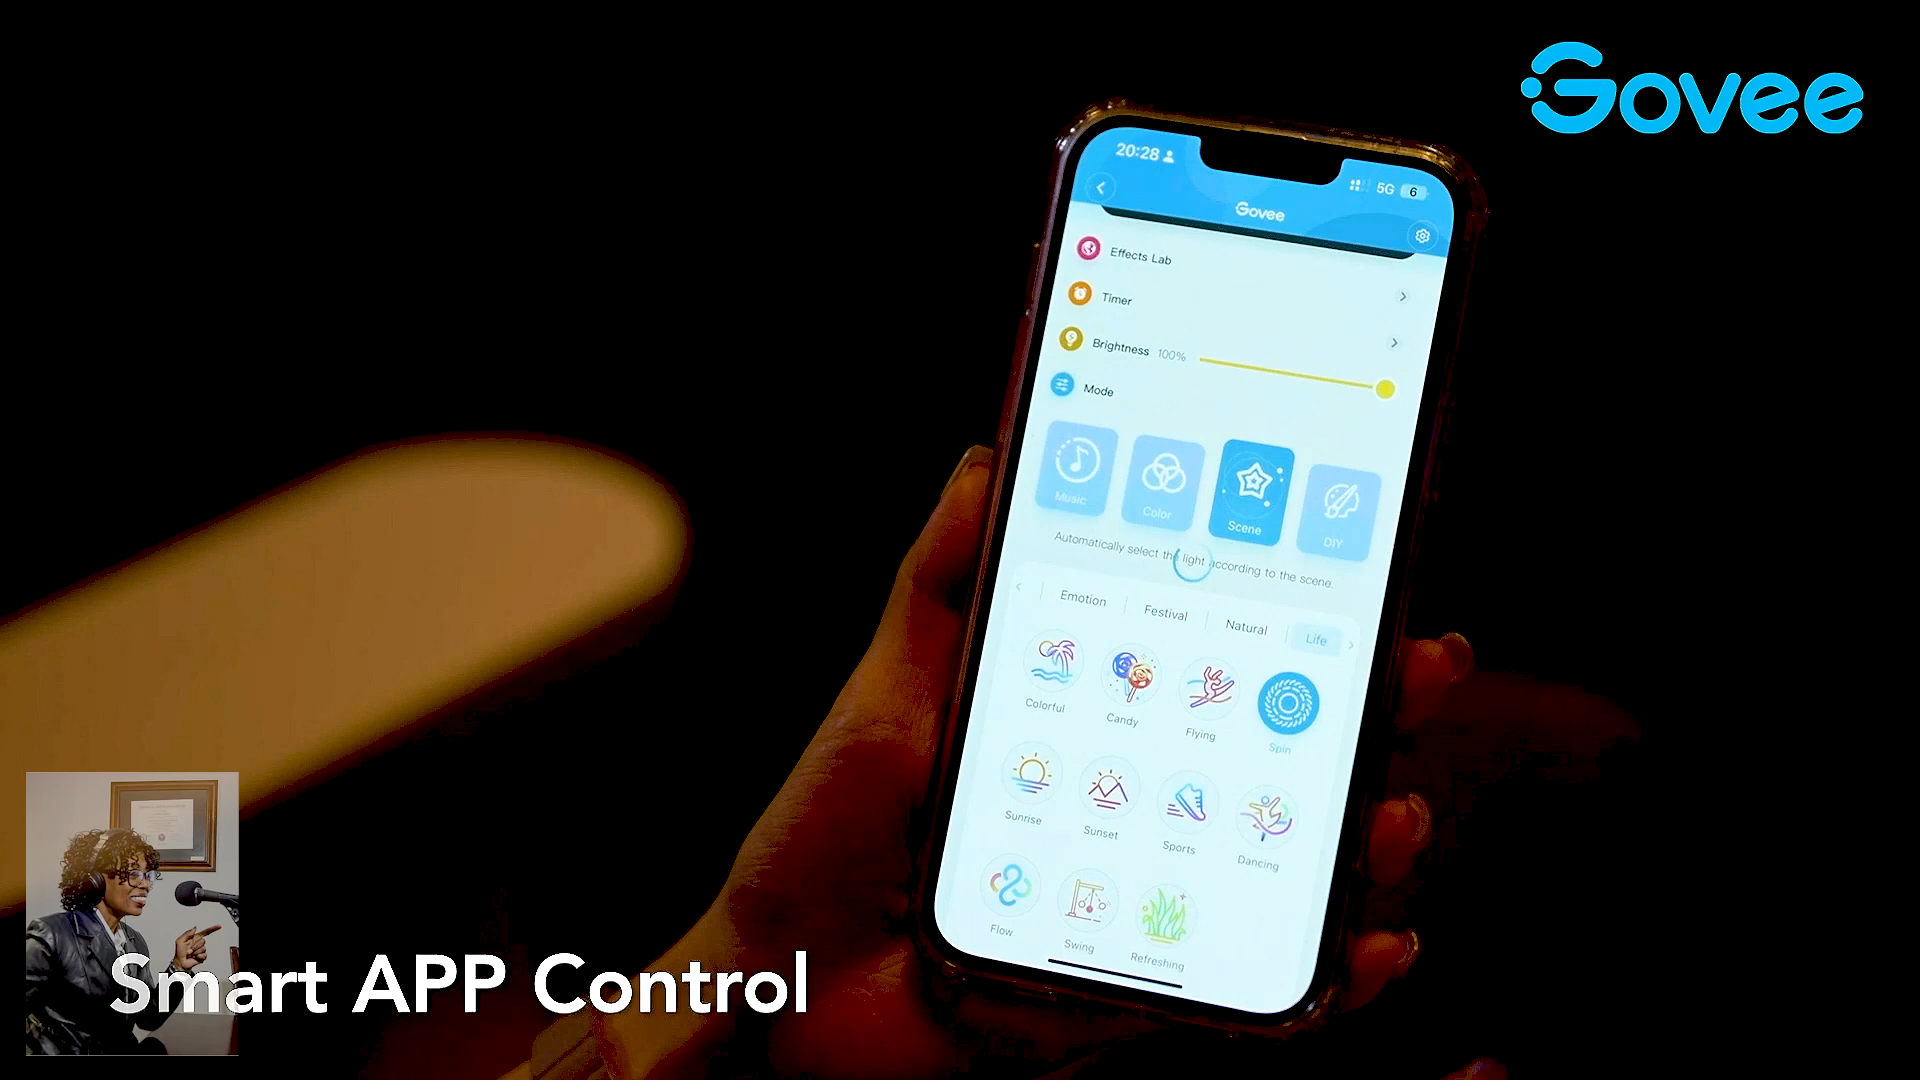 Govee
20:28
5G 6
Govee
Effects Lab
Timer
Brightness 100%
Mode
Music
Color
Scene
DIY
Automatically select the light according to the scene.
Emotion
Festival
Natural
Life
Colorful
Candy
Flying
Spin
Sunrise
Sunset
Sports
Dancing
Flow
Swing
Refreshing
Smart APP Control